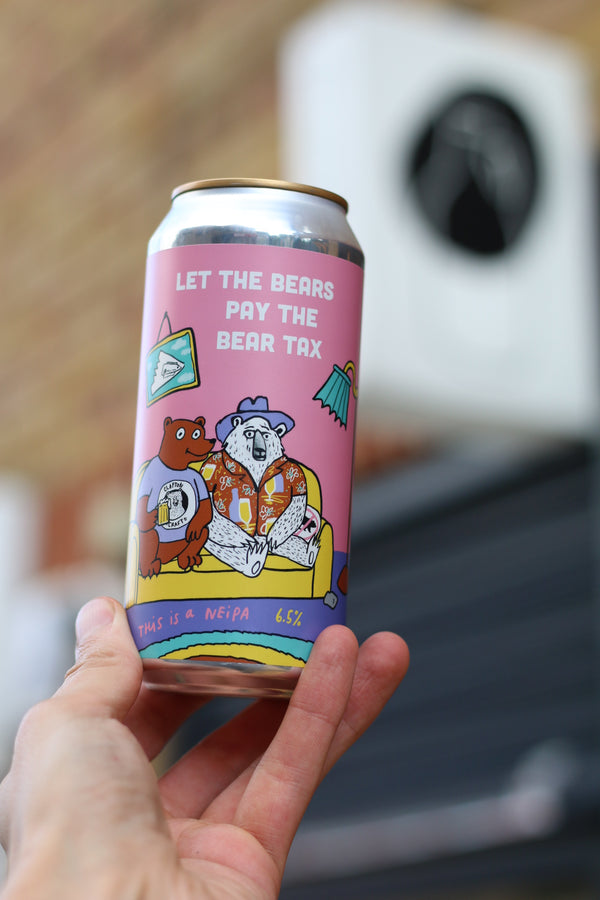 LET THE BEARS
PAY THE
BEAR TAX
CLAPTON
CRAFT
THiS iS a NEiPA 6.5%